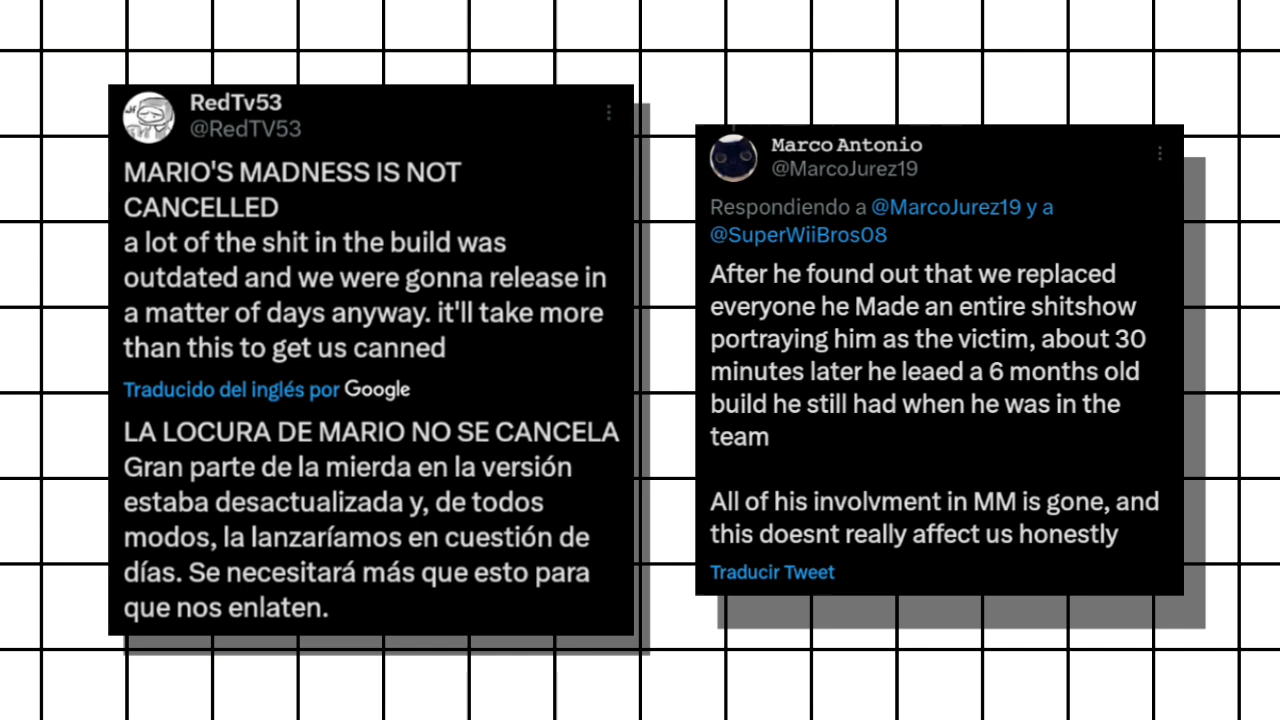 RedTv53
@RedTV53
MARIO'S MADNESS IS NOT
CANCELLED
a lot of the shit in the build was
outdated and we were gonna release in
a matter of days anyway. it'll take more
than this to get us canned
Traducido del inglés por Google
LA LOCURA DE MARIO NO SE CANCELA
Gran parte de la mierda en la versión
estaba desactualizada y, de todos
modos, la lanzaríamos en cuestión de
días. Se necesitará más que esto para
que nos enlaten.
Marco Antonio
@MarcoJurez19
Respondiendo a @MarcoJurez19 y a
@SuperWiiBros08
After he found out that we replaced
everyone he Made an entire shitshow
portraying him as the victim, about 30
minutes later he leaed a 6 months old
build he still had when he was in the
team
All of his involvment in MM is gone, and
this doesnt really affect us honestly
Traducir Tweet